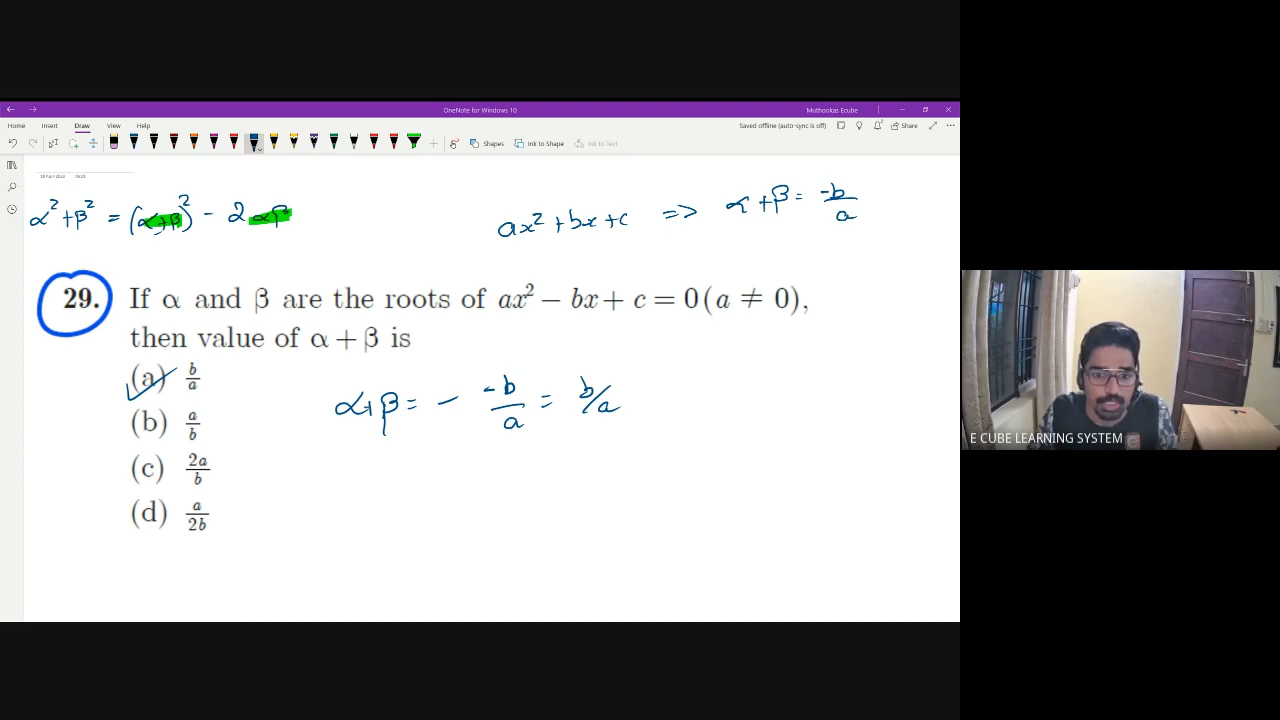 OneNote for Windows 10
Muthookas Ecube
Home Insert Draw View Help
Saved offline (auto-sync is off) Share
Shapes Ink to Shape Ink to Text
α² + β² = (α+β)² - 2αβ
ax² + bx + c => α + β = -b/a
29. If α and β are the roots of ax² − bx + c = 0 (a ≠ 0),
then value of α + β is
(a) b/a
(b) a/b
(c) 2a/b
(d) a/2b
α+β = - -b/a = b/a
E CUBE LEARNING SYSTEM